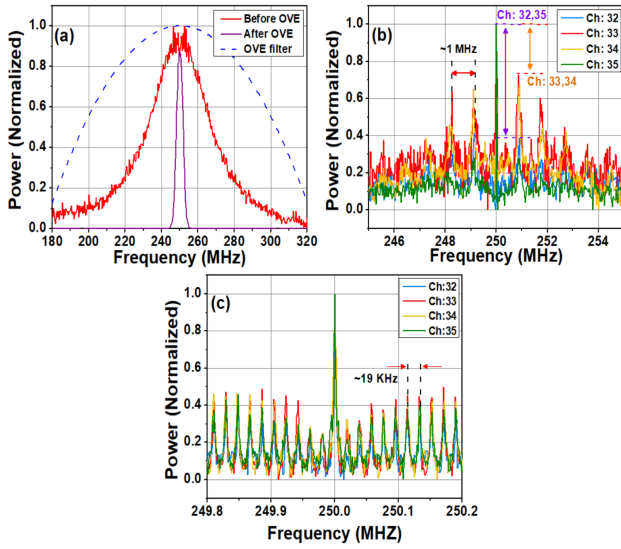 (a)
Before OVE
After OVE
OVE filter
Power (Normalized)
1.0
0.8
0.6
0.4
0.2
0.0
180 200 220 240 260 280 300 320
Frequency (MHz)
(b)
Ch: 32,35
Ch: 32
Ch: 33
Ch: 34
Ch: 35
~1 MHz
Ch: 33,34
Power (Normalized)
1.0
0.8
0.6
0.4
0.2
0.0
246 248 250 252 254
Frequency (MHz)
(c)
Ch:32
Ch:33
Ch:34
Ch:35
~19 KHz
Power (Normalized)
1.0
0.8
0.6
0.4
0.2
0.0
249.8 249.9 250.0 250.1 250.2
Frequency (MHZ)